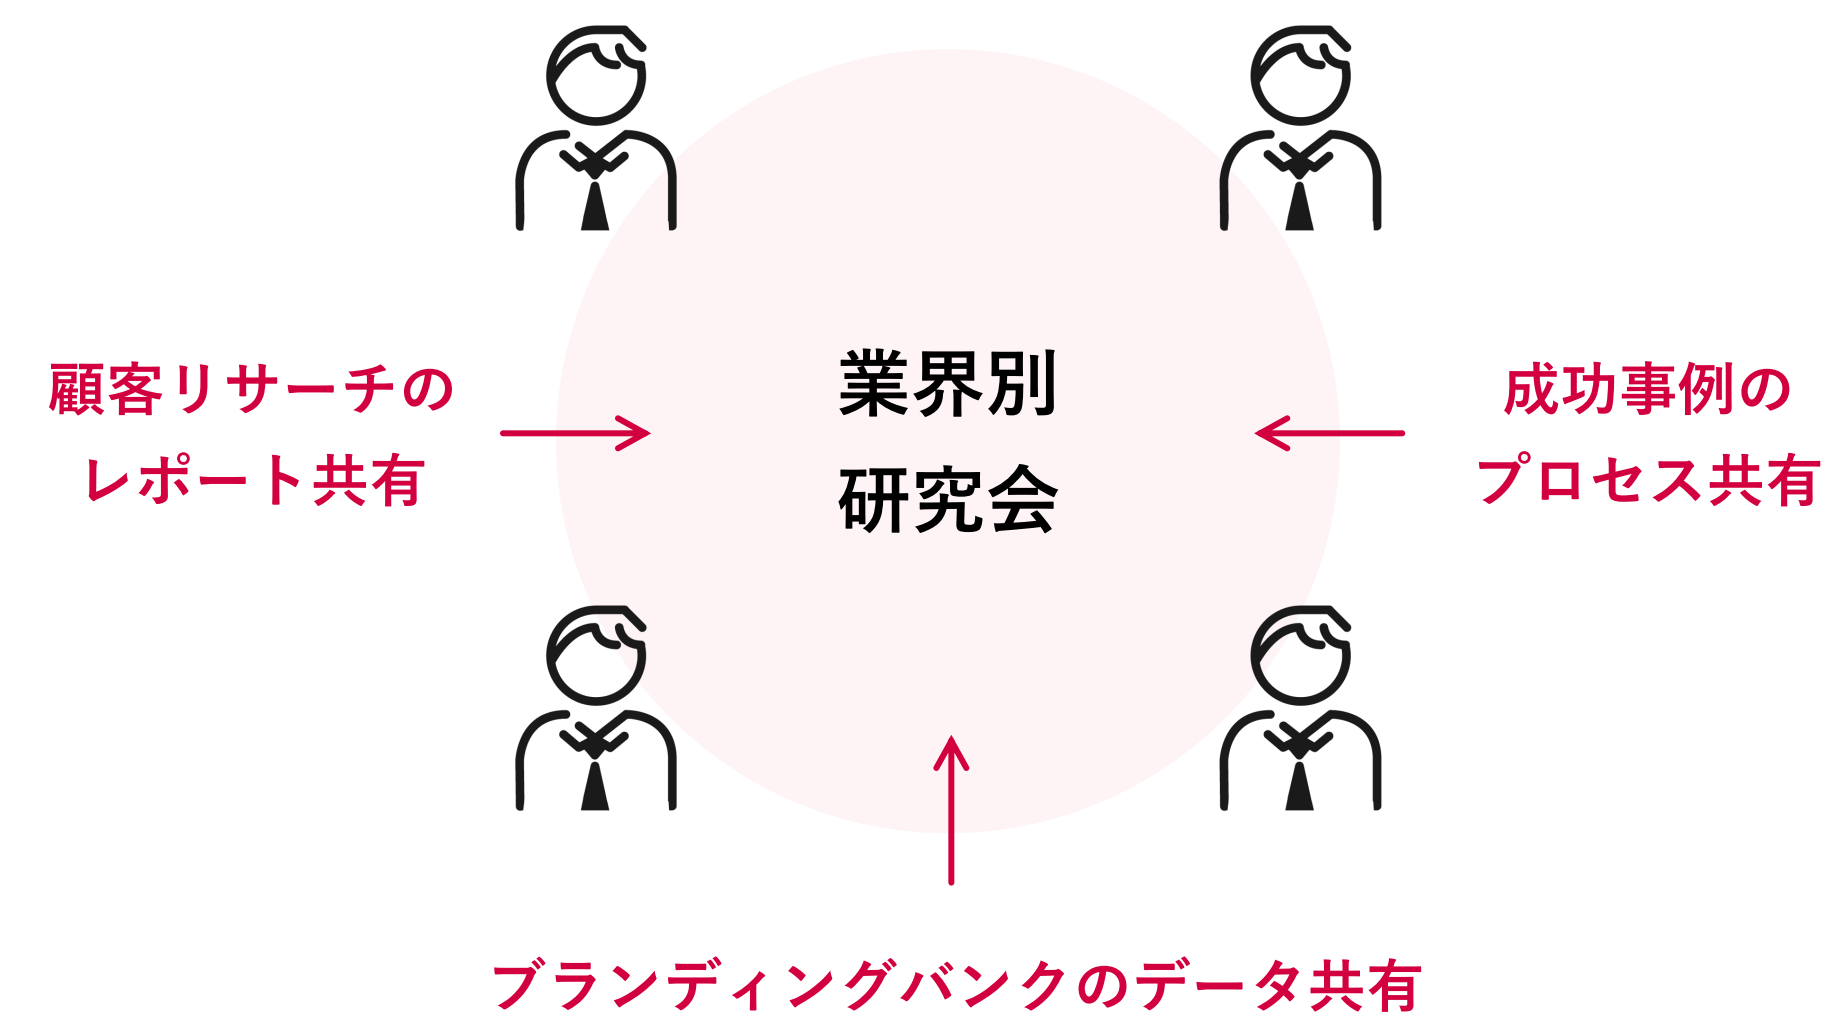 業界別
研究会
顧客リサーチの
レポート共有
成功事例の
プロセス共有
ブランディングバンクのデータ共有